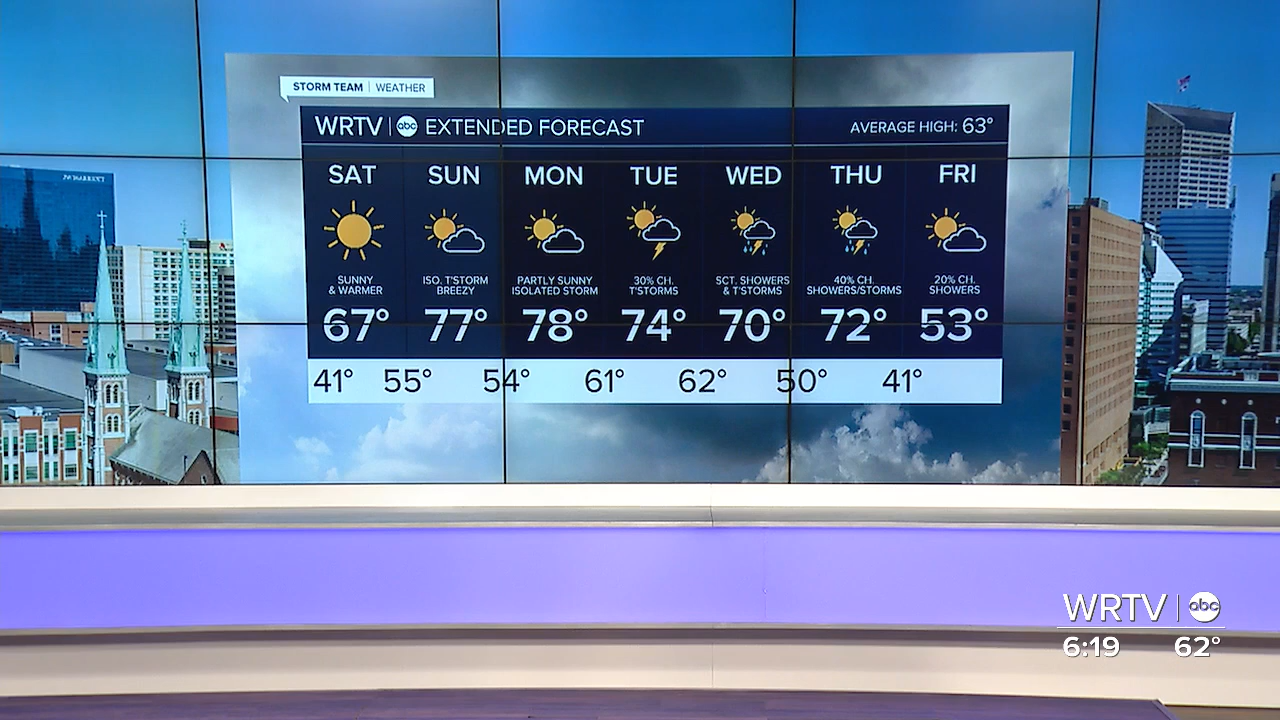 JW MARRIOTT
STORM TEAM | WEATHER
WRTV | abc EXTENDED FORECAST
AVERAGE HIGH: 63°
SAT SUN MON TUE WED THU FRI
SUNNY
& WARMER
ISO. T'STORM
BREEZY
PARTLY SUNNY
ISOLATED STORM
30% CH.
T'STORMS
SCT. SHOWERS
& T'STORMS
40% CH.
SHOWERS/STORMS
20% CH.
SHOWERS
67° 77° 78° 74° 70° 72° 53°
41° 55° 54° 61° 62° 50° 41°
WRTV | abc
6:19 62°